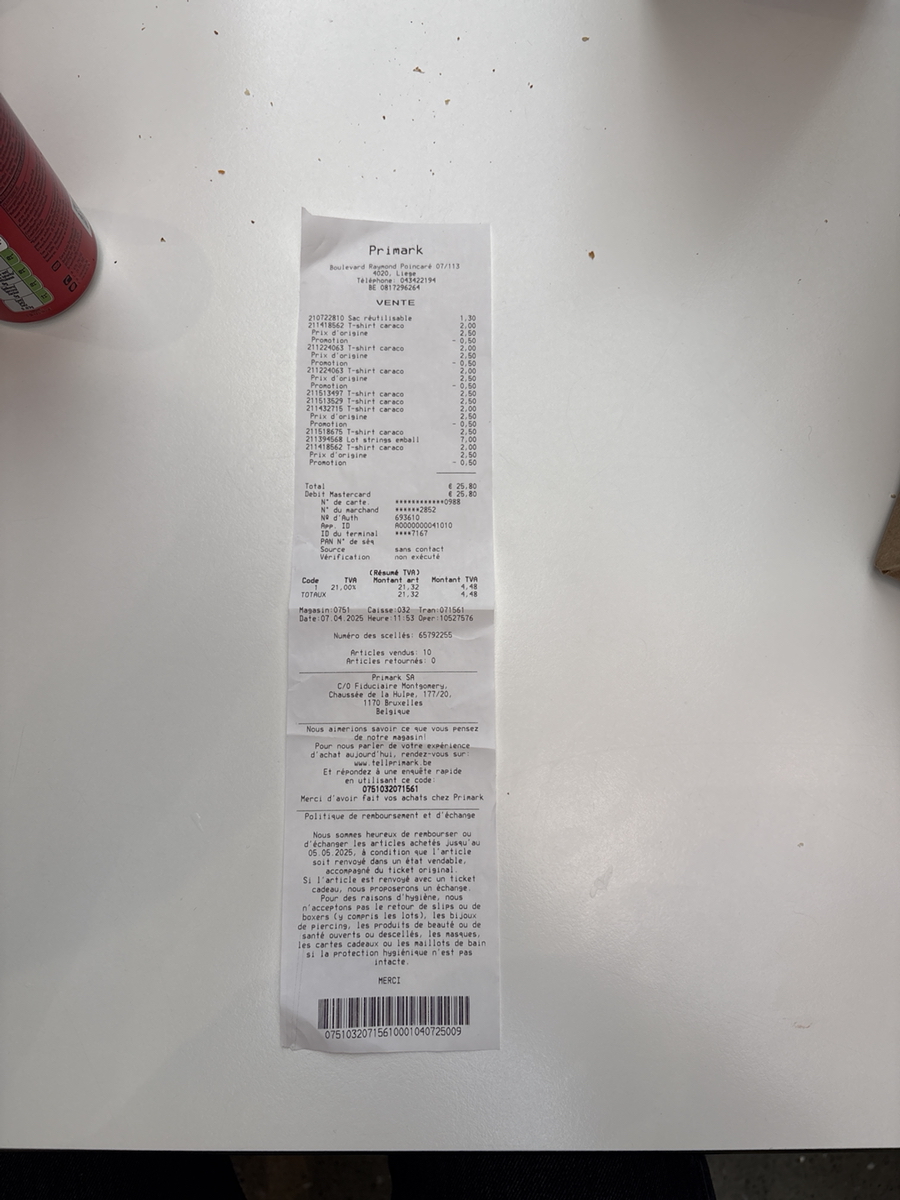 Primark
Boulevard Raymond Poincaré 07/113
4020, Liege
Téléphone: 043422194
BE 0817296264
VENTE
210722810 Sac réutilisable 1,30
211418562 T-shirt caraco 2,00
Prix d'origine 2,50
Promotion - 0,50
211224063 T-shirt caraco 2,00
Prix d'origine 2,50
Promotion - 0,50
211224063 T-shirt caraco 2,00
Prix d'origine 2,50
Promotion - 0,50
211513497 T-shirt caraco 2,50
211513529 T-shirt caraco 2,50
211432715 T-shirt caraco 2,00
Prix d'origine 2,50
Promotion - 0,50
211518675 T-shirt caraco 2,50
211394568 Lot strings emball 7,00
211418562 T-shirt caraco 2,00
Prix d'origine 2,50
Promotion - 0,50
Total € 25,80
Debit Mastercard € 25,80
N° de carte ************0988
N° du marchand ******2852
Nº d'Auth 693610
App. ID A0000000041010
ID du terminal ****7167
PAN N° de séq
Source sans contact
Vérification non exécuté
(Résumé TVA)
Code TVA Montant art Montant TVA
1 21,00% 21,32 4,48
TOTAUX 21,32 4,48
Magasin:0751 Caisse:032 Tran:071561
Date:07.04.2025 Heure:11:53 Oper:10527576
Numéro des scellés: 65792255
Articles vendus: 10
Articles retournés: 0
Primark SA
C/O Fiduciaire Montgomery,
Chaussée de la Hulpe, 177/20,
1170 Bruxelles
Belgique
Nous aimerions savoir ce que vous pensez
de notre magasin!
Pour nous parler de votre expérience
d'achat aujourd'hui, rendez-vous sur:
www.tellprimark.be
Et répondez à une enquête rapide
en utilisant ce code:
0751032071561
Merci d'avoir fait vos achats chez Primark
Politique de remboursement et d'échange
Nous sommes heureux de rembourser ou
d'échanger les articles achetés jusqu'au
05.05.2025, à condition que l'article
soit renvoyé dans un état vendable,
accompagné du ticket original.
Si l'article est renvoyé avec un ticket
cadeau, nous proposerons un échange.
Pour des raisons d'hygiène, nous
n'acceptons pas le retour de slips ou de
boxers (y compris les lots), les bijoux
de piercing, les produits de beauté ou de
santé ouverts ou descellés, les masques,
les cartes cadeaux ou les maillots de bain
si la protection hygiénique n'est pas
intacte.
MERCI
07510320715610001040725009